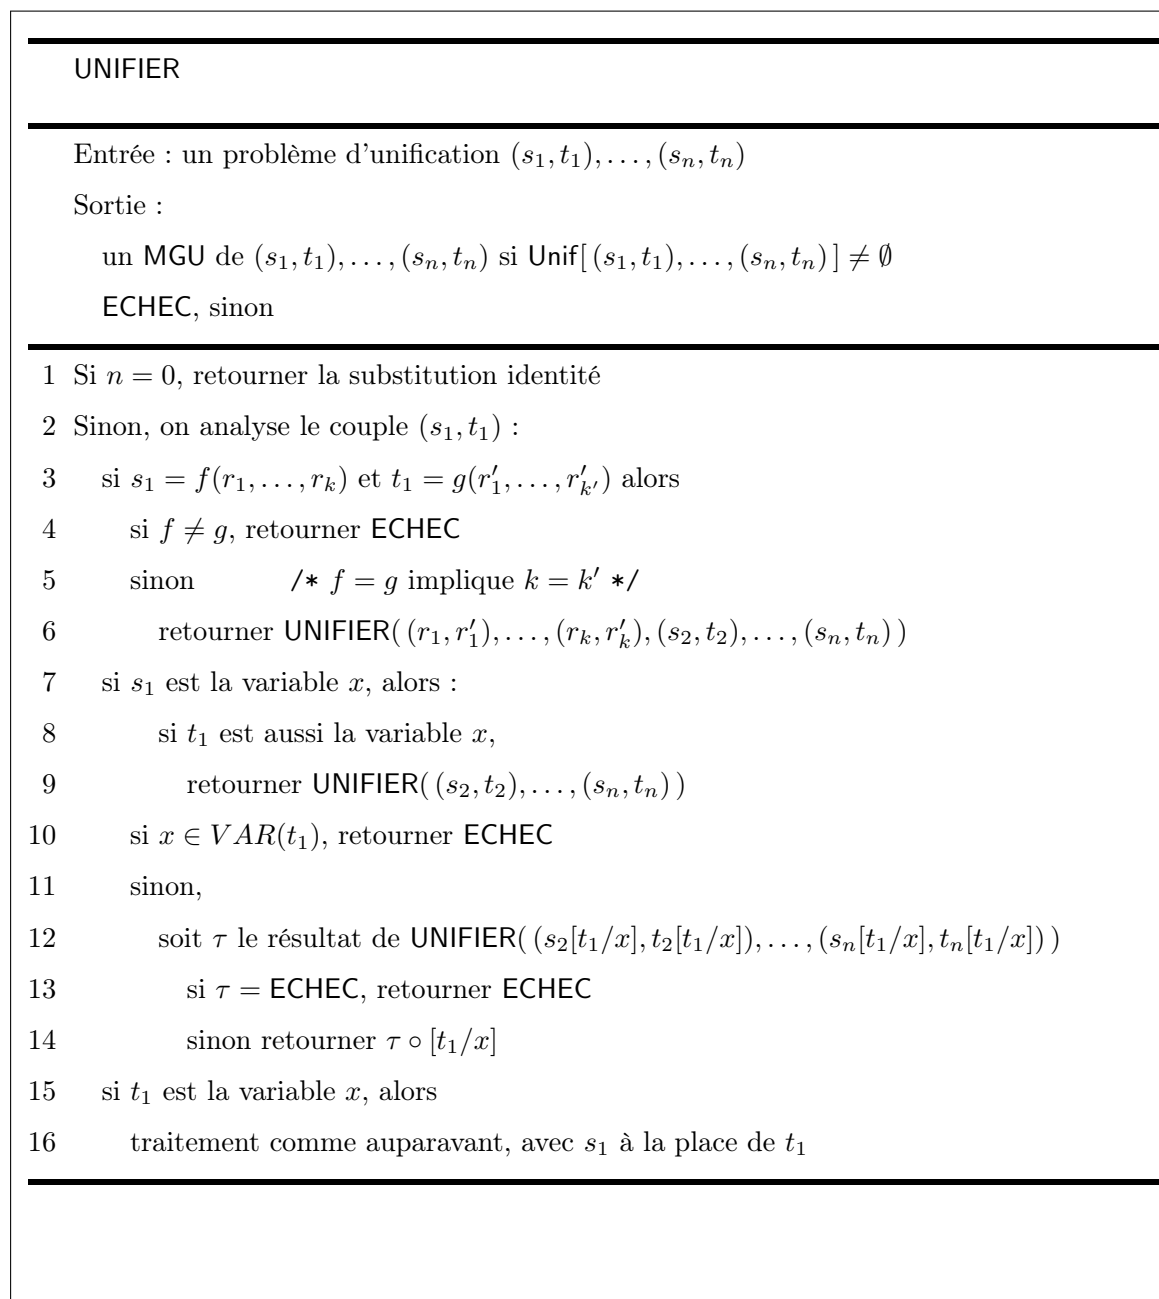 UNIFIER
Entrée : un problème d'unification (s₁, t₁), . . . , (sₙ, tₙ)
Sortie :
un MGU de (s₁, t₁), . . . , (sₙ, tₙ) si Unif[ (s₁, t₁), . . . , (sₙ, tₙ) ] ≠ ∅
ECHEC, sinon
1 Si n = 0, retourner la substitution identité
2 Sinon, on analyse le couple (s₁, t₁) :
3 si s₁ = f(r₁, . . . , rₖ) et t₁ = g(r′₁, . . . , r′ₖ′) alors
4 si f ≠ g, retourner ECHEC
5 sinon /* f = g implique k = k′ */
6 retourner UNIFIER( (r₁, r′₁), . . . , (rₖ, r′ₖ), (s₂, t₂), . . . , (sₙ, tₙ) )
7 si s₁ est la variable x, alors :
8 si t₁ est aussi la variable x,
9 retourner UNIFIER( (s₂, t₂), . . . , (sₙ, tₙ) )
10 si x ∈ VAR(t₁), retourner ECHEC
11 sinon,
12 soit τ le résultat de UNIFIER( (s₂[t₁/x], t₂[t₁/x]), . . . , (sₙ[t₁/x], tₙ[t₁/x]) )
13 si τ = ECHEC, retourner ECHEC
14 sinon retourner τ ∘ [t₁/x]
15 si t₁ est la variable x, alors
16 traitement comme auparavant, avec s₁ à la place de t₁